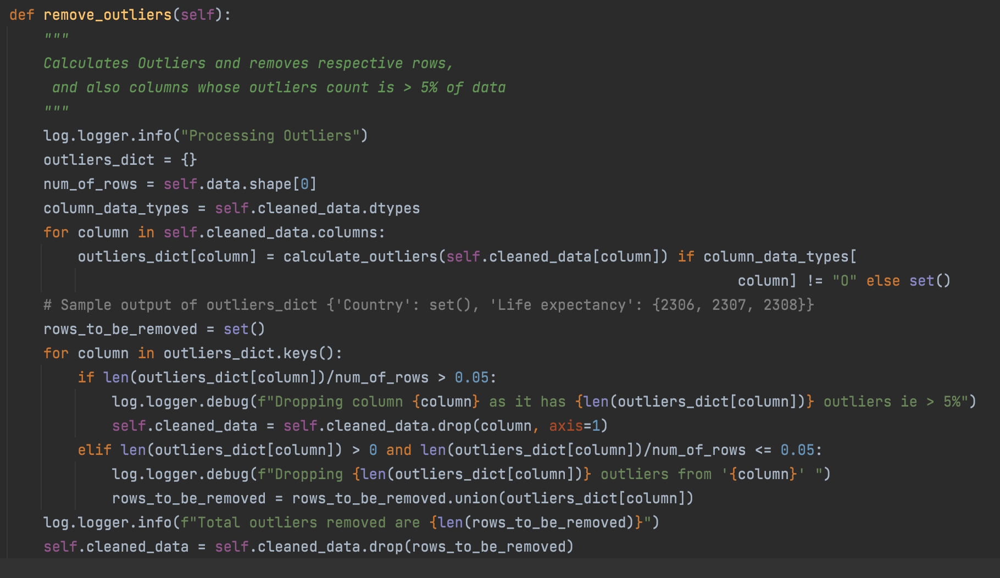 def remove_outliers(self):
    """
    Calculates Outliers and removes respective rows,
     and also columns whose outliers count is > 5% of data
    """
    log.logger.info("Processing Outliers")
    outliers_dict = {}
    num_of_rows = self.data.shape[0]
    column_data_types = self.cleaned_data.dtypes
    for column in self.cleaned_data.columns:
        outliers_dict[column] = calculate_outliers(self.cleaned_data[column]) if column_data_types[
                                                                                     column] != "O" else set()
    # Sample output of outliers_dict {'Country': set(), 'Life expectancy': {2306, 2307, 2308}}
    rows_to_be_removed = set()
    for column in outliers_dict.keys():
        if len(outliers_dict[column])/num_of_rows > 0.05:
            log.logger.debug(f"Dropping column {column} as it has {len(outliers_dict[column])} outliers ie > 5%")
            self.cleaned_data = self.cleaned_data.drop(column, axis=1)
        elif len(outliers_dict[column]) > 0 and len(outliers_dict[column])/num_of_rows <= 0.05:
            log.logger.debug(f"Dropping {len(outliers_dict[column])} outliers from '{column}' ")
            rows_to_be_removed = rows_to_be_removed.union(outliers_dict[column])
    log.logger.info(f"Total outliers removed are {len(rows_to_be_removed)}")
    self.cleaned_data = self.cleaned_data.drop(rows_to_be_removed)